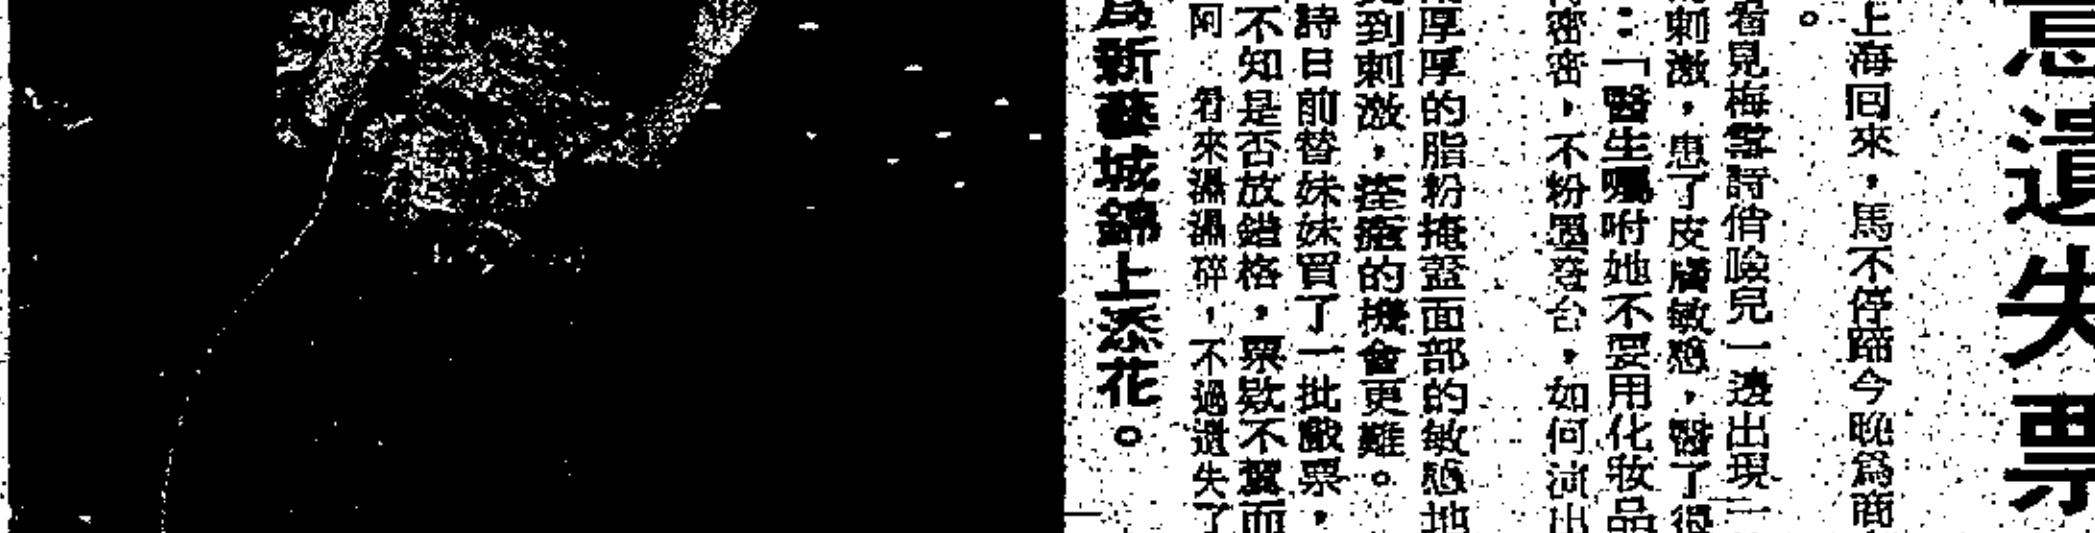 意遺失票
上海回來，馬不停蹄今晚爲商
。
看見梅雪詩俏臉兒一邊出現
刺激，患了皮膚敏感，醫了很
：「醫生囑咐她不要用化妝品
密密，不粉墨登台，如何演出
厚厚的脂粉掩蓋面部的敏感地
到刺激，痊癒的機會更難。
詩日前替妹妹買了一批戲票，
不知是否放錯格，票欵不翼而
阿 看來濕濕碎，不過遺失了
爲新藝城錦上添花。